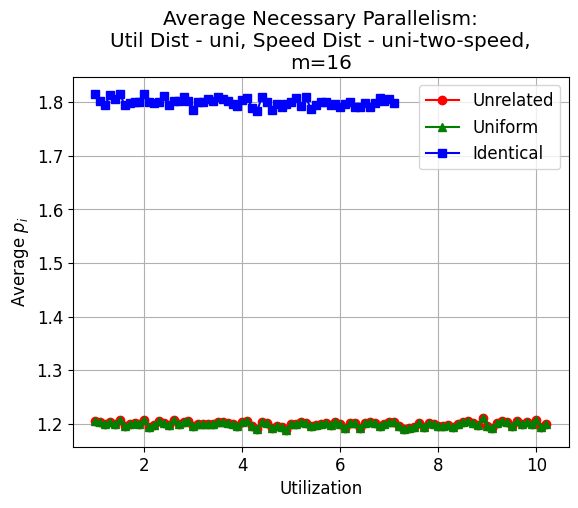 Average Necessary Parallelism:
Util Dist - uni, Speed Dist - uni-two-speed,
m=16
Unrelated
Uniform
Identical
Average p_i
1.8
1.7
1.6
1.5
1.4
1.3
1.2
2
4
6
8
10
Utilization